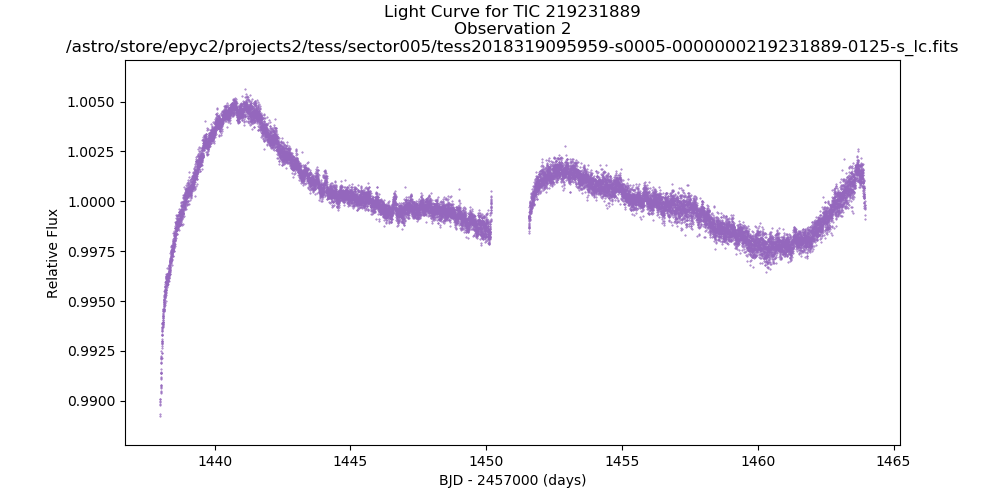 Light Curve for TIC 219231889
Observation 2
/astro/store/epyc2/projects2/tess/sector005/tess2018319095959-s0005-0000000219231889-0125-s_lc.fits
1.0050
1.0025
1.0000
0.9975
0.9950
0.9925
0.9900
Relative Flux
1440
1445
1450
1455
1460
1465
BJD - 2457000 (days)